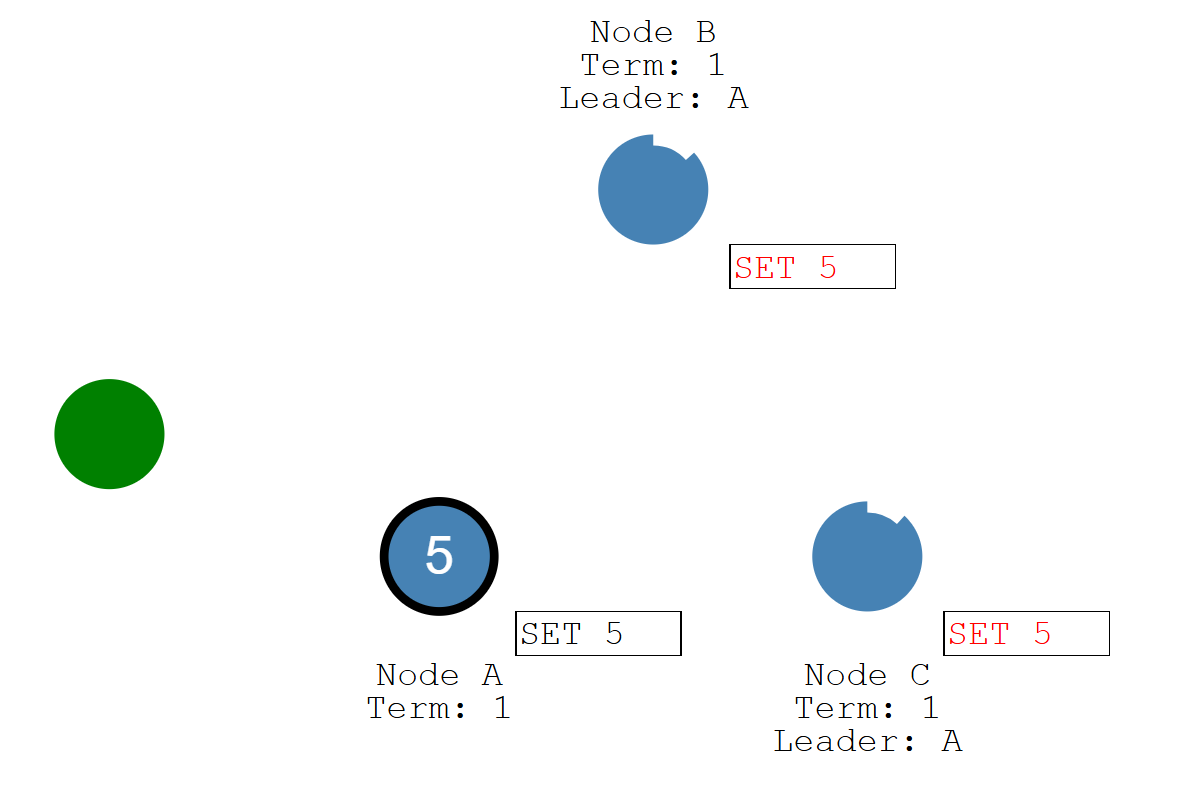 Node B
Term: 1
Leader: A
SET 5
5
SET 5
Node A
Term: 1
SET 5
Node C
Term: 1
Leader: A